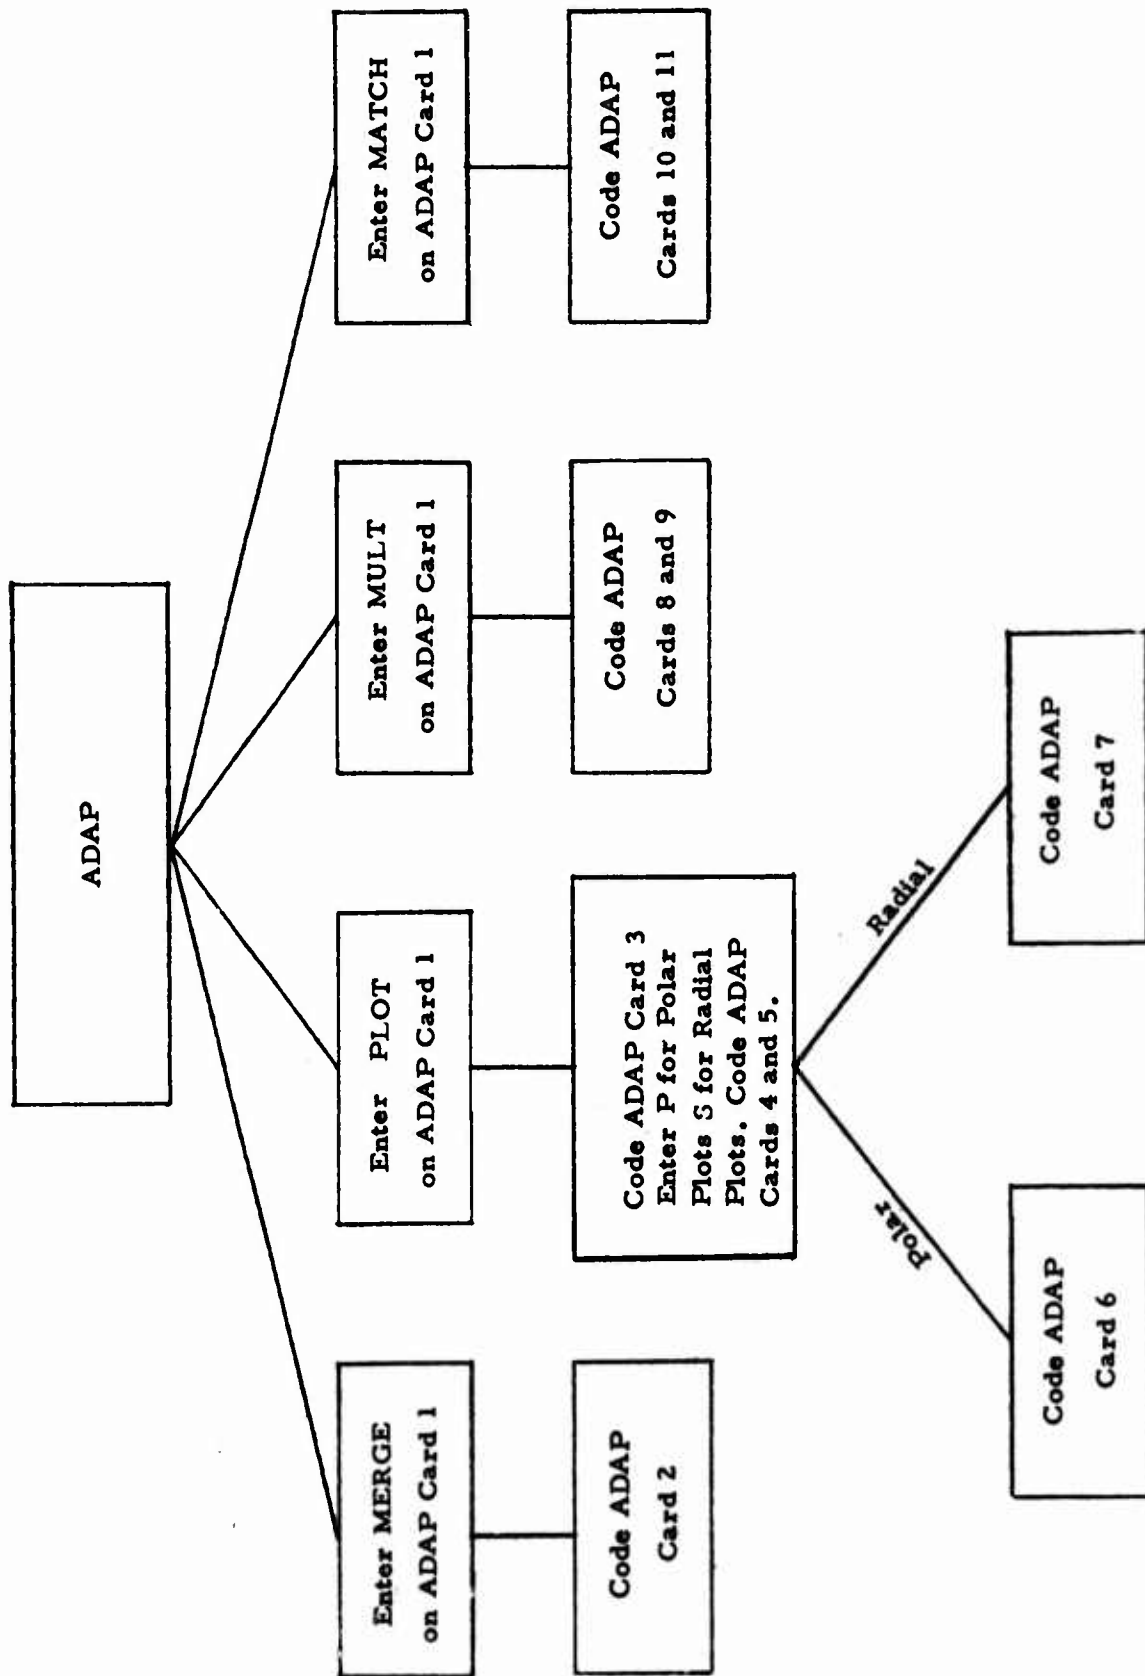 ADAP
Enter MERGE
on ADAP Card 1
Enter PLOT
on ADAP Card 1
Enter MULT
on ADAP Card 1
Enter MATCH
on ADAP Card 1
Code ADAP
Card 2
Code ADAP Card 3
Enter P for Polar
Plots S for Radial
Plots. Code ADAP
Cards 4 and 5.
Code ADAP
Cards 8 and 9
Code ADAP
Cards 10 and 11
Polar
Radial
Code ADAP
Card 6
Code ADAP
Card 7